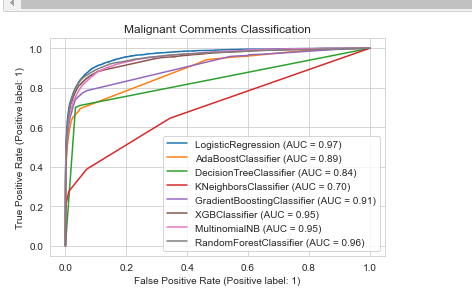 Malignant Comments Classification
True Positive Rate (Positive label: 1)
1.0
0.8
0.6
0.4
0.2
0.0
LogisticRegression (AUC = 0.97)
AdaBoostClassifier (AUC = 0.89)
DecisionTreeClassifier (AUC = 0.84)
KNeighborsClassifier (AUC = 0.70)
GradientBoostingClassifier (AUC = 0.91)
XGBClassifier (AUC = 0.95)
MultinomialNB (AUC = 0.95)
RandomForestClassifier (AUC = 0.96)
0.0 0.2 0.4 0.6 0.8 1.0
False Positive Rate (Positive label: 1)